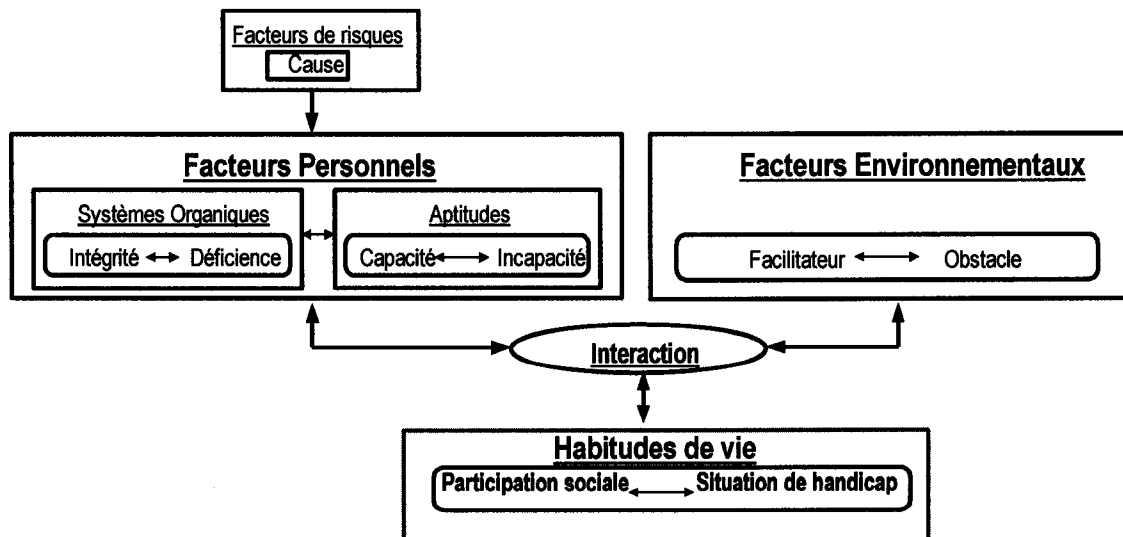 Facteurs de risques
Cause
Facteurs Personnels
Systèmes Organiques
Intégrité
Déficience
Aptitudes
Capacité
Incapacité
Facteurs Environnementaux
Facilitateur
Obstacle
Interaction
Habitudes de vie
Participation sociale
Situation de handicap